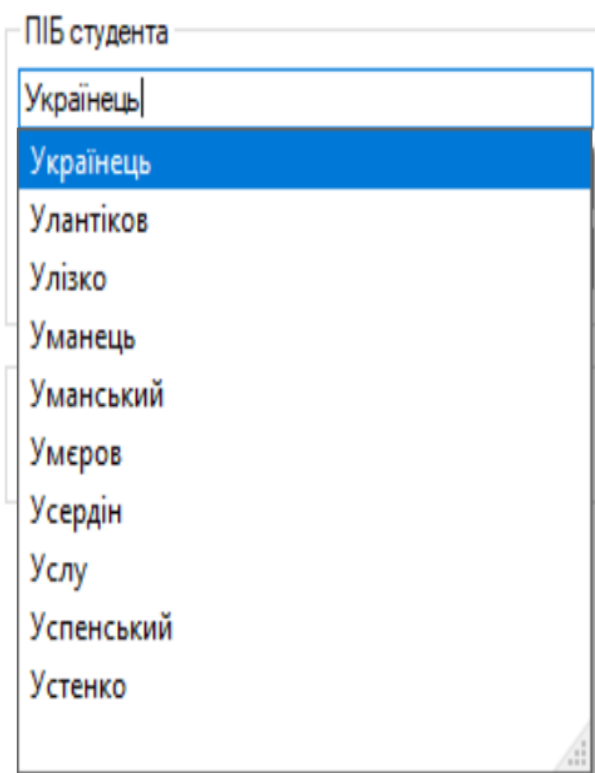 ПІБ студента
Українець
Українець
Улантіков
Улізко
Уманець
Уманський
Умєров
Усердін
Услу
Успенський
Устенко